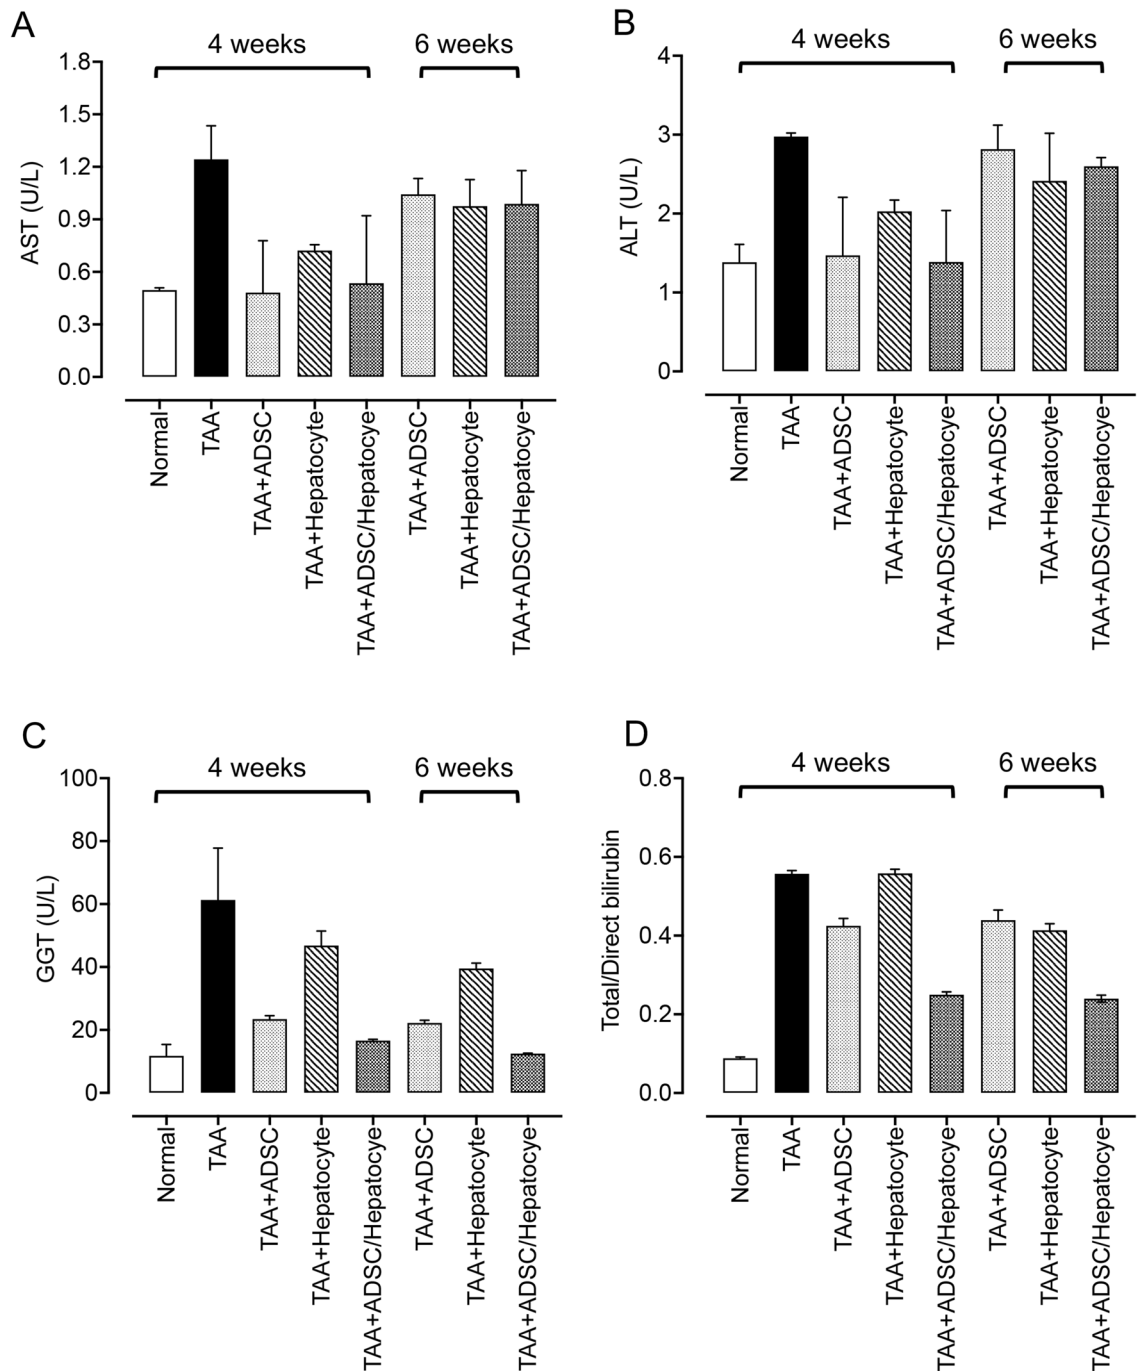 A
4 weeks
6 weeks
AST (U/L)
1.8
1.5
1.2
0.9
0.6
0.3
0.0
Normal
TAA
TAA+ADSC
TAA+Hepatocyte
TAA+ADSC/Hepatocye
TAA+ADSC
TAA+Hepatocyte
TAA+ADSC/Hepatocye
B
4 weeks
6 weeks
ALT (U/L)
4
3
2
1
0
Normal
TAA
TAA+ADSC
TAA+Hepatocyte
TAA+ADSC/Hepatocye
TAA+ADSC
TAA+Hepatocyte
TAA+ADSC/Hepatocye
C
4 weeks
6 weeks
GGT (U/L)
100
80
60
40
20
0
Normal
TAA
TAA+ADSC
TAA+Hepatocyte
TAA+ADSC/Hepatocye
TAA+ADSC
TAA+Hepatocyte
TAA+ADSC/Hepatocye
D
4 weeks
6 weeks
Total/Direct bilirubin
0.8
0.6
0.4
0.2
0.0
Normal
TAA
TAA+ADSC
TAA+Hepatocyte
TAA+ADSC/Hepatocye
TAA+ADSC
TAA+Hepatocyte
TAA+ADSC/Hepatocye